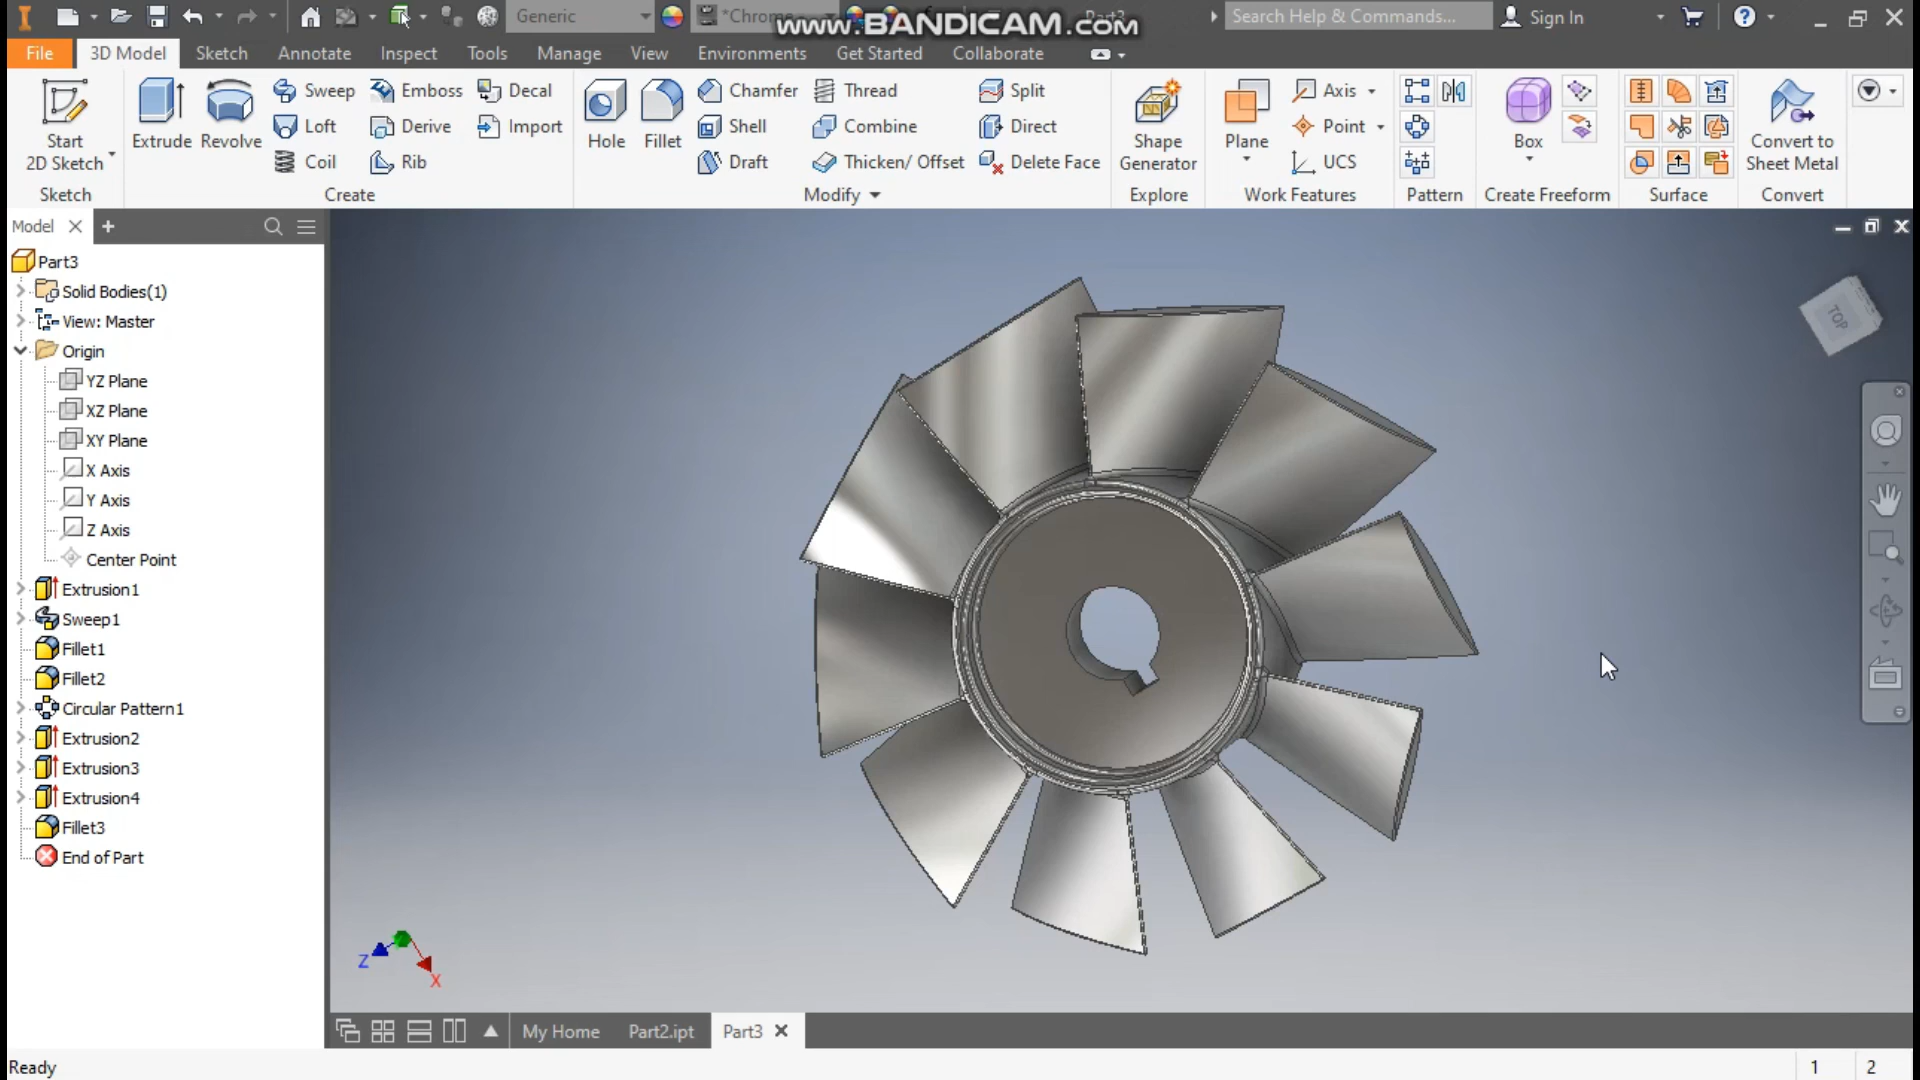 Generic
*Chrome
www.BANDICAM.com
Part3
Search Help & Commands...
Sign In
File
3D Model
Sketch
Annotate
Inspect
Tools
Manage
View
Environments
Get Started
Collaborate
Start
2D Sketch
Extrude
Revolve
Sweep
Loft
Coil
Emboss
Derive
Rib
Decal
Import
Hole
Fillet
Chamfer
Shell
Draft
Thread
Combine
Thicken/ Offset
Split
Direct
Delete Face
Shape
Generator
Plane
Axis
Point
UCS
Box
Convert to
Sheet Metal
Sketch
Create
Modify
Explore
Work Features
Pattern
Create Freeform
Surface
Convert
Model
Part3
Solid Bodies(1)
View: Master
Origin
YZ Plane
XZ Plane
XY Plane
X Axis
Y Axis
Z Axis
Center Point
Extrusion1
Sweep1
Fillet1
Fillet2
Circular Pattern1
Extrusion2
Extrusion3
Extrusion4
Fillet3
End of Part
TOP
Z
X
My Home
Part2.ipt
Part3
Ready
1
2